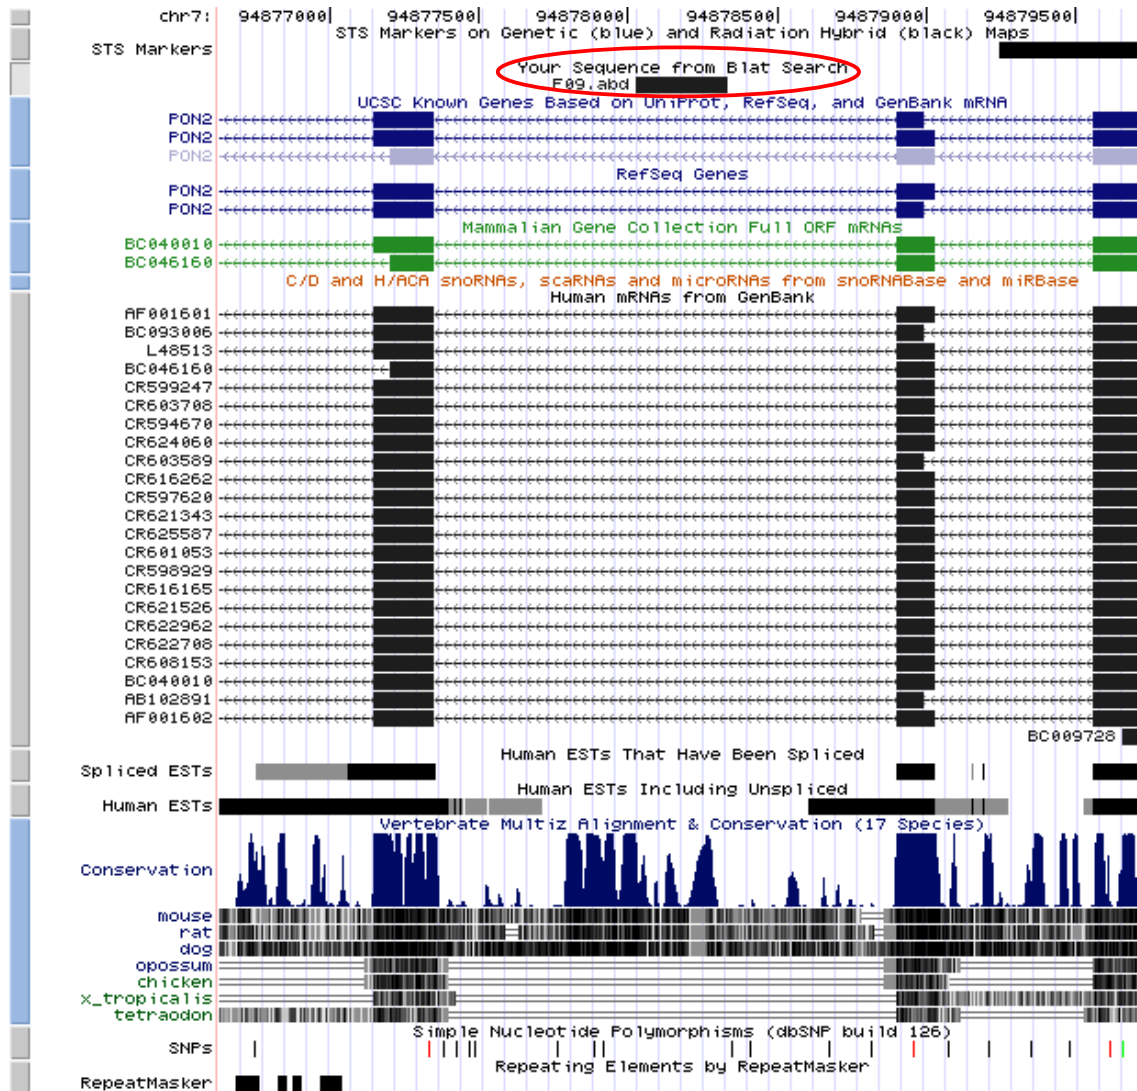 chr7: 94877000| 94877500| 94878000| 94878500| 94879000| 94879500|
STS Markers on Genetic (blue) and Radiation Hybrid (black) Maps
STS Markers
Your Sequence from Blat Search
F09.abd
UCSC Known Genes Based on UniProt, RefSeq, and GenBank mRNA
PON2
PON2
PON2
RefSeq Genes
PON2
PON2
Mammalian Gene Collection Full ORF mRNAs
BC040010
BC046160
C/D and H/ACA snoRNAs, scaRNAs and microRNAs from snoRNABase and miRBase
Human mRNAs from GenBank
AF001601
BC093006
L48513
BC046160
CR599247
CR603708
CR594670
CR624060
CR603589
CR616262
CR597620
CR621343
CR625587
CR601053
CR598929
CR616165
CR621526
CR622962
CR622708
CR608153
BC040010
AB102891
AF001602
BC009728
Human ESTs That Have Been Spliced
Spliced ESTs
Human ESTs Including Unspliced
Human ESTs
Vertebrate Multiz Alignment & Conservation (17 Species)
Conservation
mouse
rat
dog
opossum
chicken
x_tropicalis
tetraodon
Simple Nucleotide Polymorphisms (dbSNP build 126)
SNPs
Repeating Elements by RepeatMasker
RepeatMasker